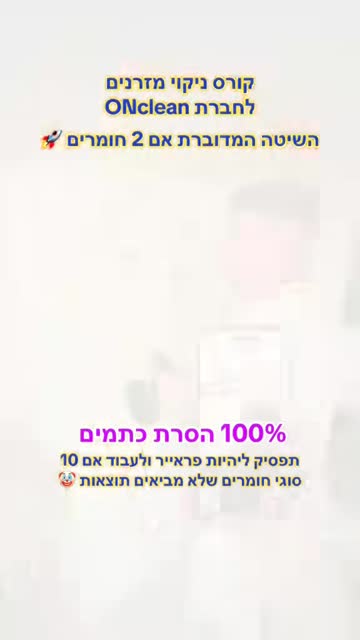 קורס ניקוי מזרנים
לחברת ONclean
השיטה המדוברת אם 2 חומרים 🚀
100% הסרת כתמים
תפסיק ליהיות פראייר ולעבוד אם 10
סוגי חומרים שלא מביאים תוצאות 🤡